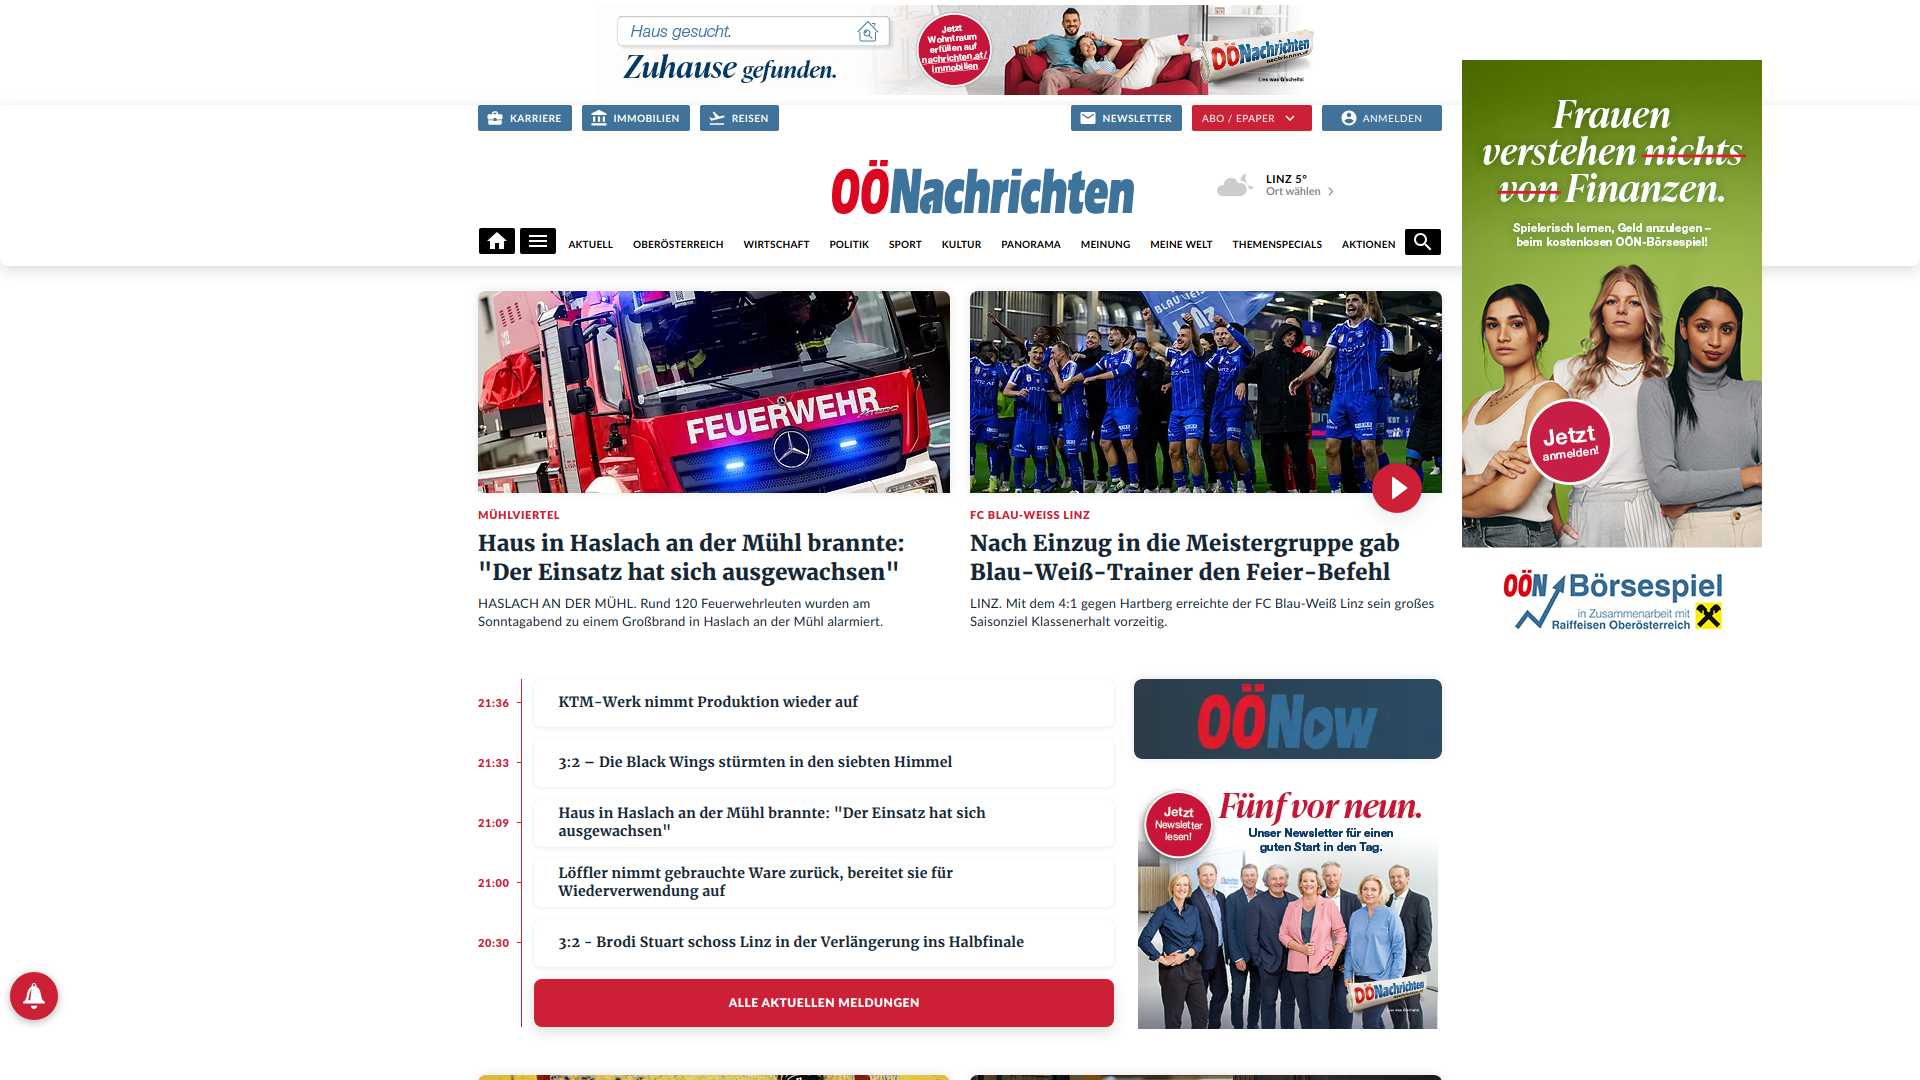 Haus gesucht.
Zuhause gefunden.
Jetzt
Wohntraum
erfüllen auf
nachrichten.at/
immobilien
OÖNachrichten
Lies was G'scheits!
KARRIERE
IMMOBILIEN
REISEN
NEWSLETTER
ABO / EPAPER
ANMELDEN
OÖNachrichten
LINZ 5°
Ort wählen
AKTUELL
OBERÖSTERREICH
WIRTSCHAFT
POLITIK
SPORT
KULTUR
PANORAMA
MEINUNG
MEINE WELT
THEMENSPECIALS
AKTIONEN
Frauen
verstehen nichts
von Finanzen.
Spielerisch lernen, Geld anzulegen –
beim kostenlosen OÖN-Börsespiel!
Jetzt
anmelden!
OÖN Börsespiel
in Zusammenarbeit mit
Raiffeisen Oberösterreich
FEUERWEHR
BLAU WEISS
Linz
MÜHLVIERTEL
Haus in Haslach an der Mühl brannte:
"Der Einsatz hat sich ausgewachsen"
HASLACH AN DER MÜHL. Rund 120 Feuerwehrleuten wurden am
Sonntagabend zu einem Großbrand in Haslach an der Mühl alarmiert.
FC BLAU-WEISS LINZ
Nach Einzug in die Meistergruppe gab
Blau-Weiß-Trainer den Feier-Befehl
LINZ. Mit dem 4:1 gegen Hartberg erreichte der FC Blau-Weiß Linz sein großes
Saisonziel Klassenerhalt vorzeitig.
21:36
KTM-Werk nimmt Produktion wieder auf
21:33
3:2 – Die Black Wings stürmten in den siebten Himmel
21:09
Haus in Haslach an der Mühl brannte: "Der Einsatz hat sich
ausgewachsen"
21:00
Löffler nimmt gebrauchte Ware zurück, bereitet sie für
Wiederverwendung auf
20:30
3:2 - Brodi Stuart schoss Linz in der Verlängerung ins Halbfinale
ALLE AKTUELLEN MELDUNGEN
OÖNow
Jetzt
Newsletter
lesen!
Fünf vor neun.
Unser Newsletter für einen
guten Start in den Tag.
OÖNachrichten